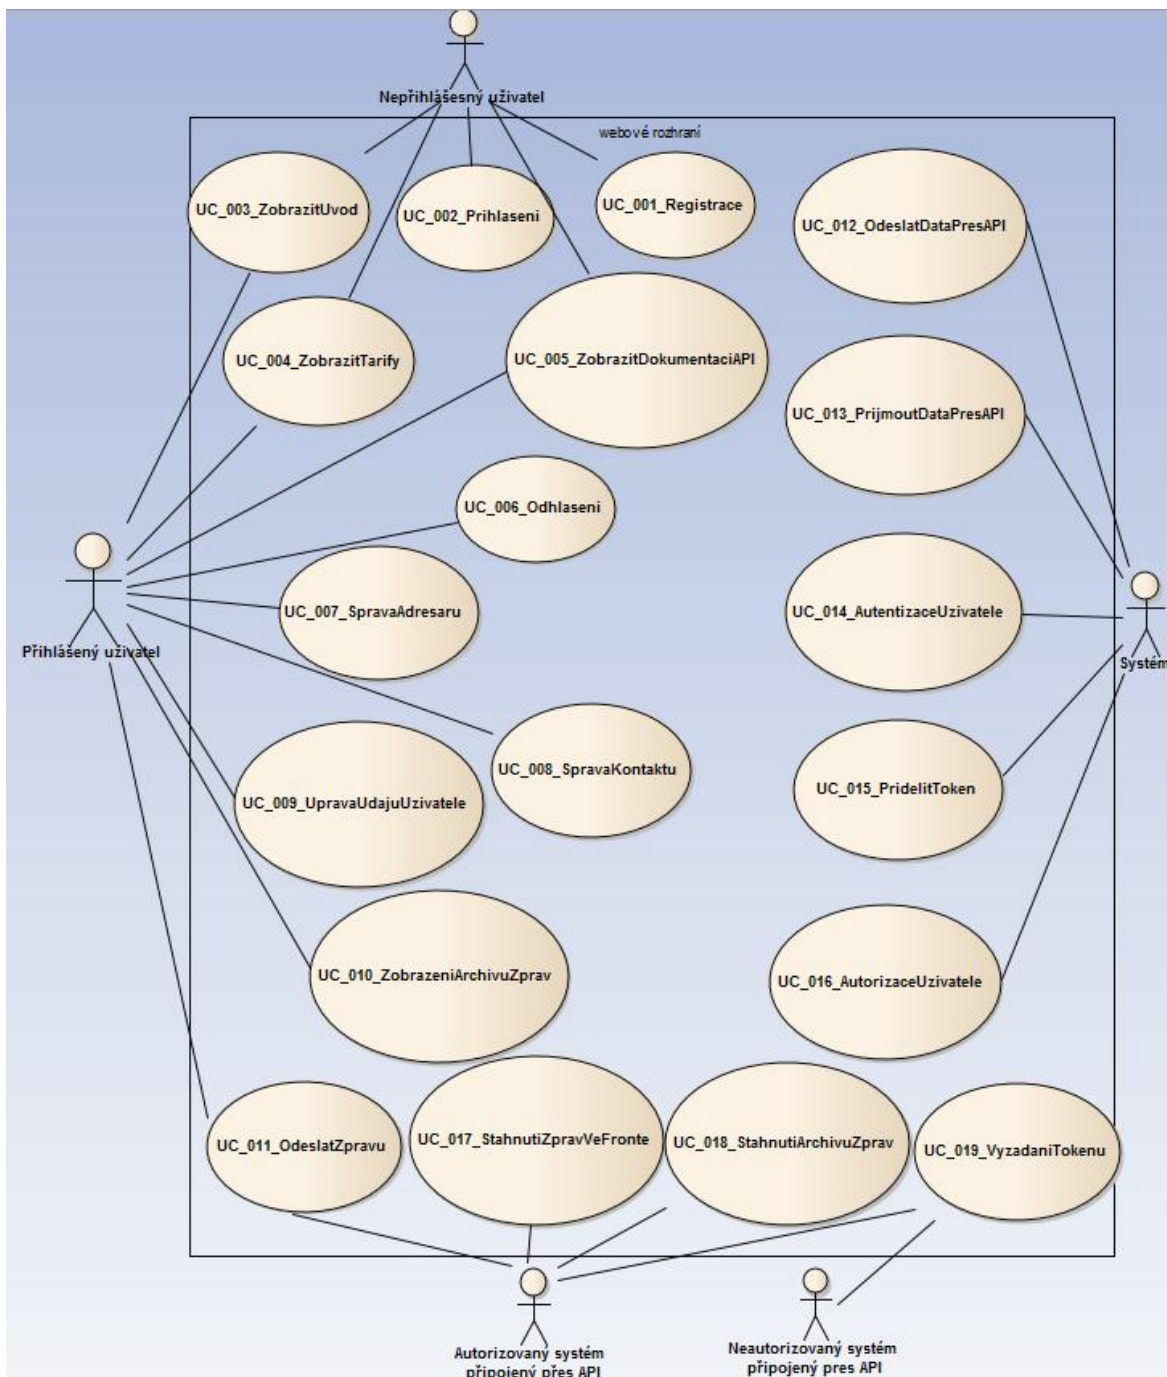 Nepřihlášesný uživatel
webové rozhraní
UC_003_ZobrazitUvod
UC_002_Prihlaseni
UC_001_Registrace
UC_012_OdeslatDataPresAPI
UC_004_ZobrazitTarify
UC_005_ZobrazitDokumentaciAPI
UC_013_PrijmoutDataPresAPI
UC_006_Odhlaseni
UC_007_SpravaAdresaru
UC_014_AutentizaceUzivatele
Přihlášený uživatel
Systém
UC_008_SpravaKontaktu
UC_009_UpravaUdajuUzivatele
UC_015_PridelitToken
UC_010_ZobrazeniArchivuZprav
UC_016_AutorizaceUzivatele
UC_011_OdeslatZpravu
UC_017_StahnutiZpravVeFronte
UC_018_StahnutiArchivuZprav
UC_019_VyzadaniTokenu
Autorizovaný systém
připojený přes API
Neautorizovaný systém
připojený pres API